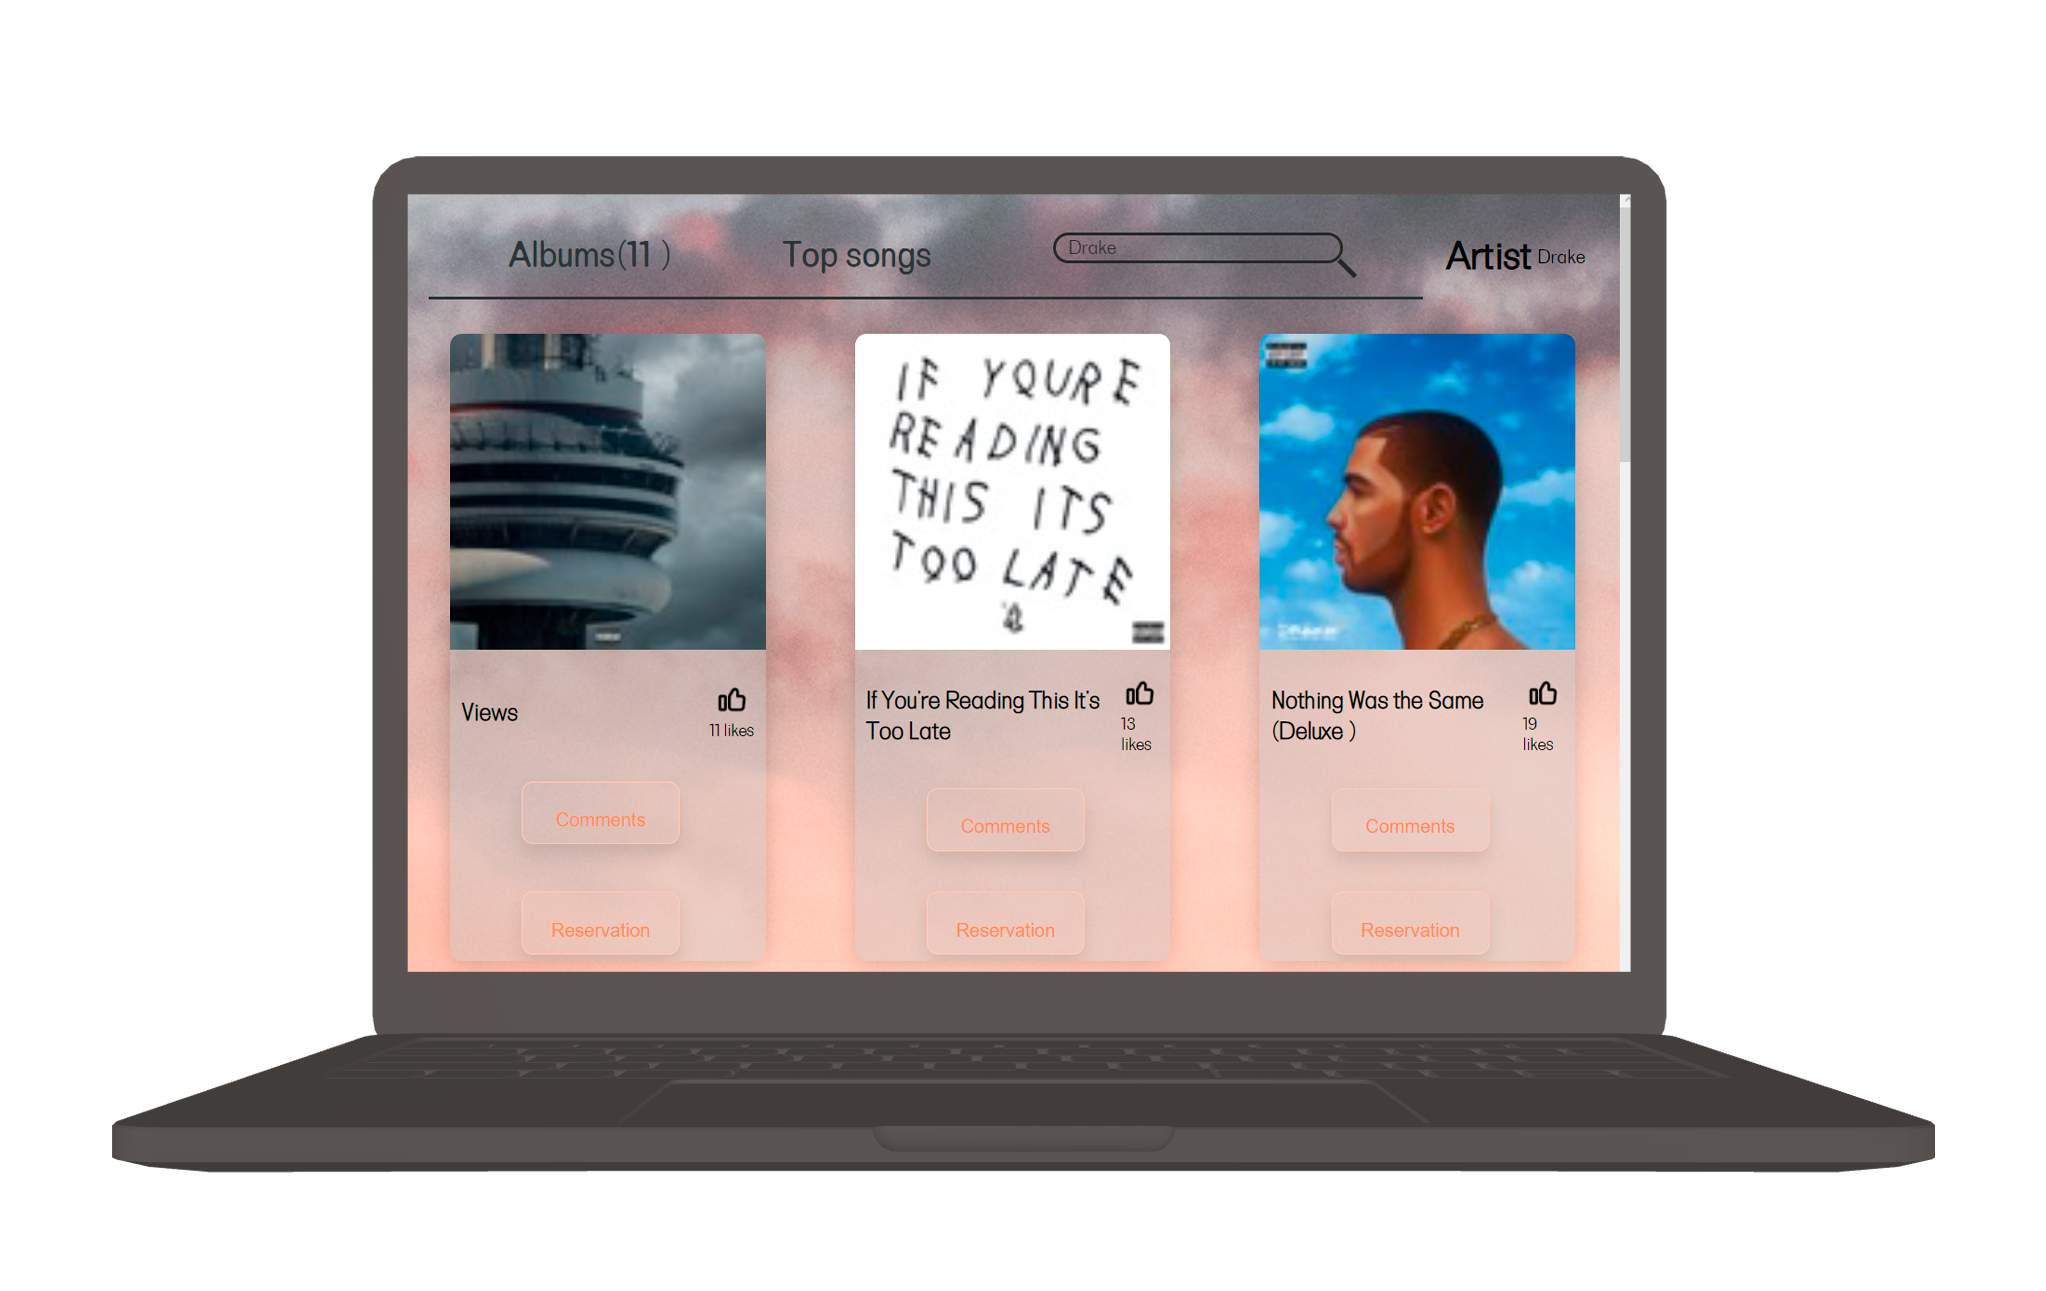 Albums(11 )
Top songs
Drake
Artist Drake
IF YOURE
READING
THIS ITS
TOO LATE
Views
11 likes
If You're Reading This It's
Too Late
13
likes
Nothing Was the Same
(Deluxe )
19
likes
Comments
Comments
Comments
Reservation
Reservation
Reservation